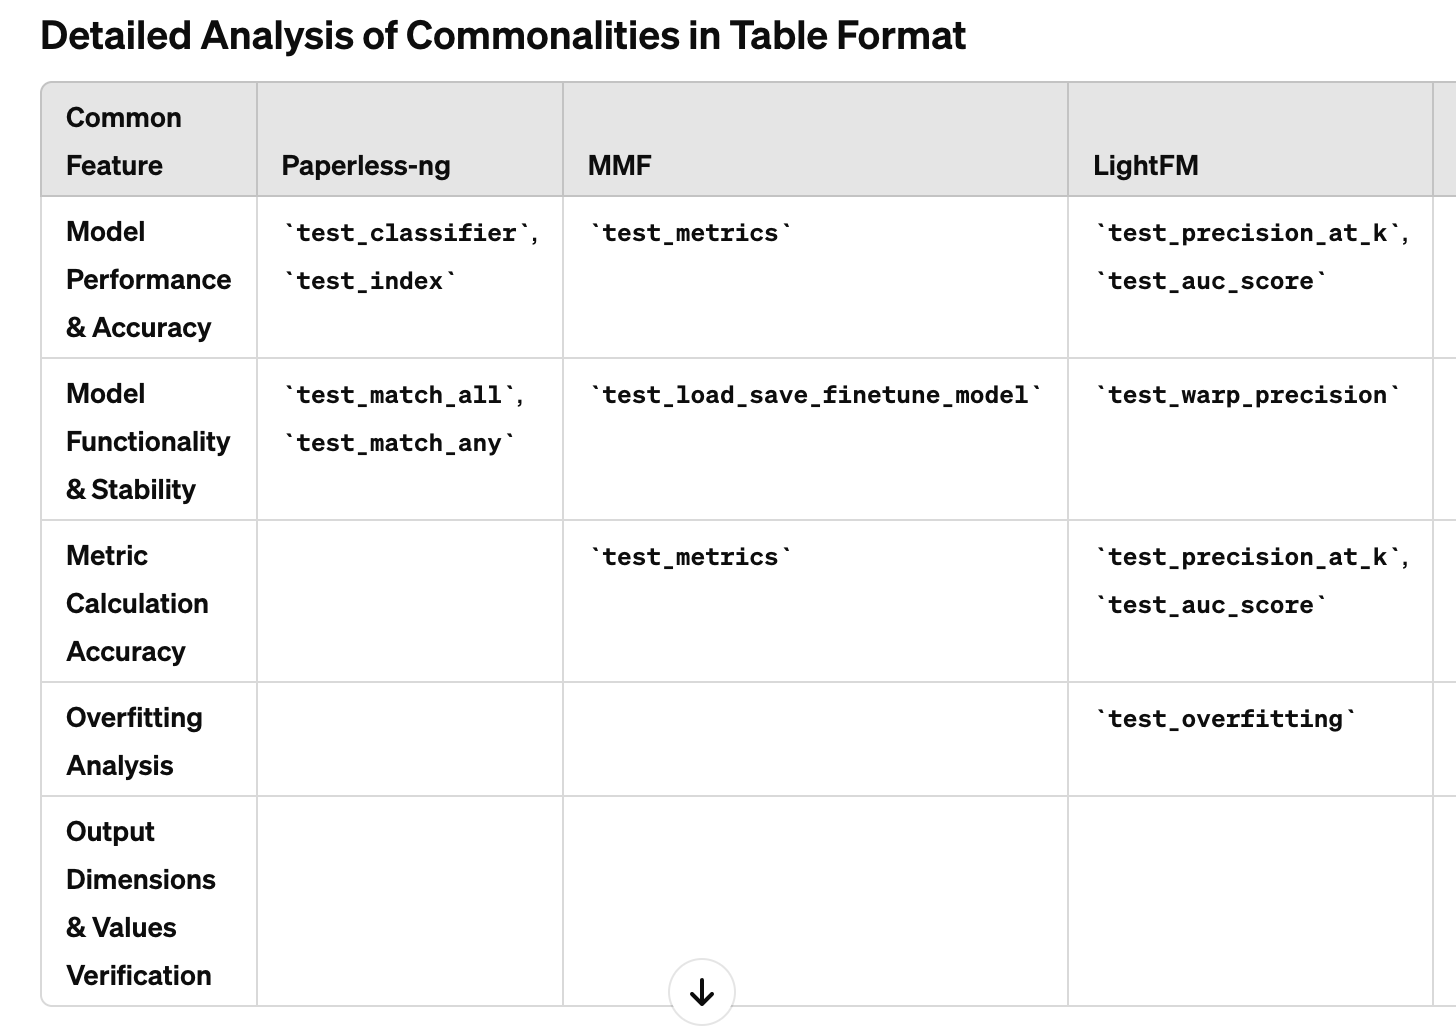 Detailed Analysis of Commonalities in Table Format
Common
Feature
Paperless-ng
MMF
LightFM
Model
Performance
& Accuracy
`test_classifier`,
`test_index`
`test_metrics`
`test_precision_at_k`,
`test_auc_score`
Model
Functionality
& Stability
`test_match_all`,
`test_match_any`
`test_load_save_finetune_model`
`test_warp_precision`
Metric
Calculation
Accuracy
`test_metrics`
`test_precision_at_k`,
`test_auc_score`
Overfitting
Analysis
`test_overfitting`
Output
Dimensions
& Values
Verification